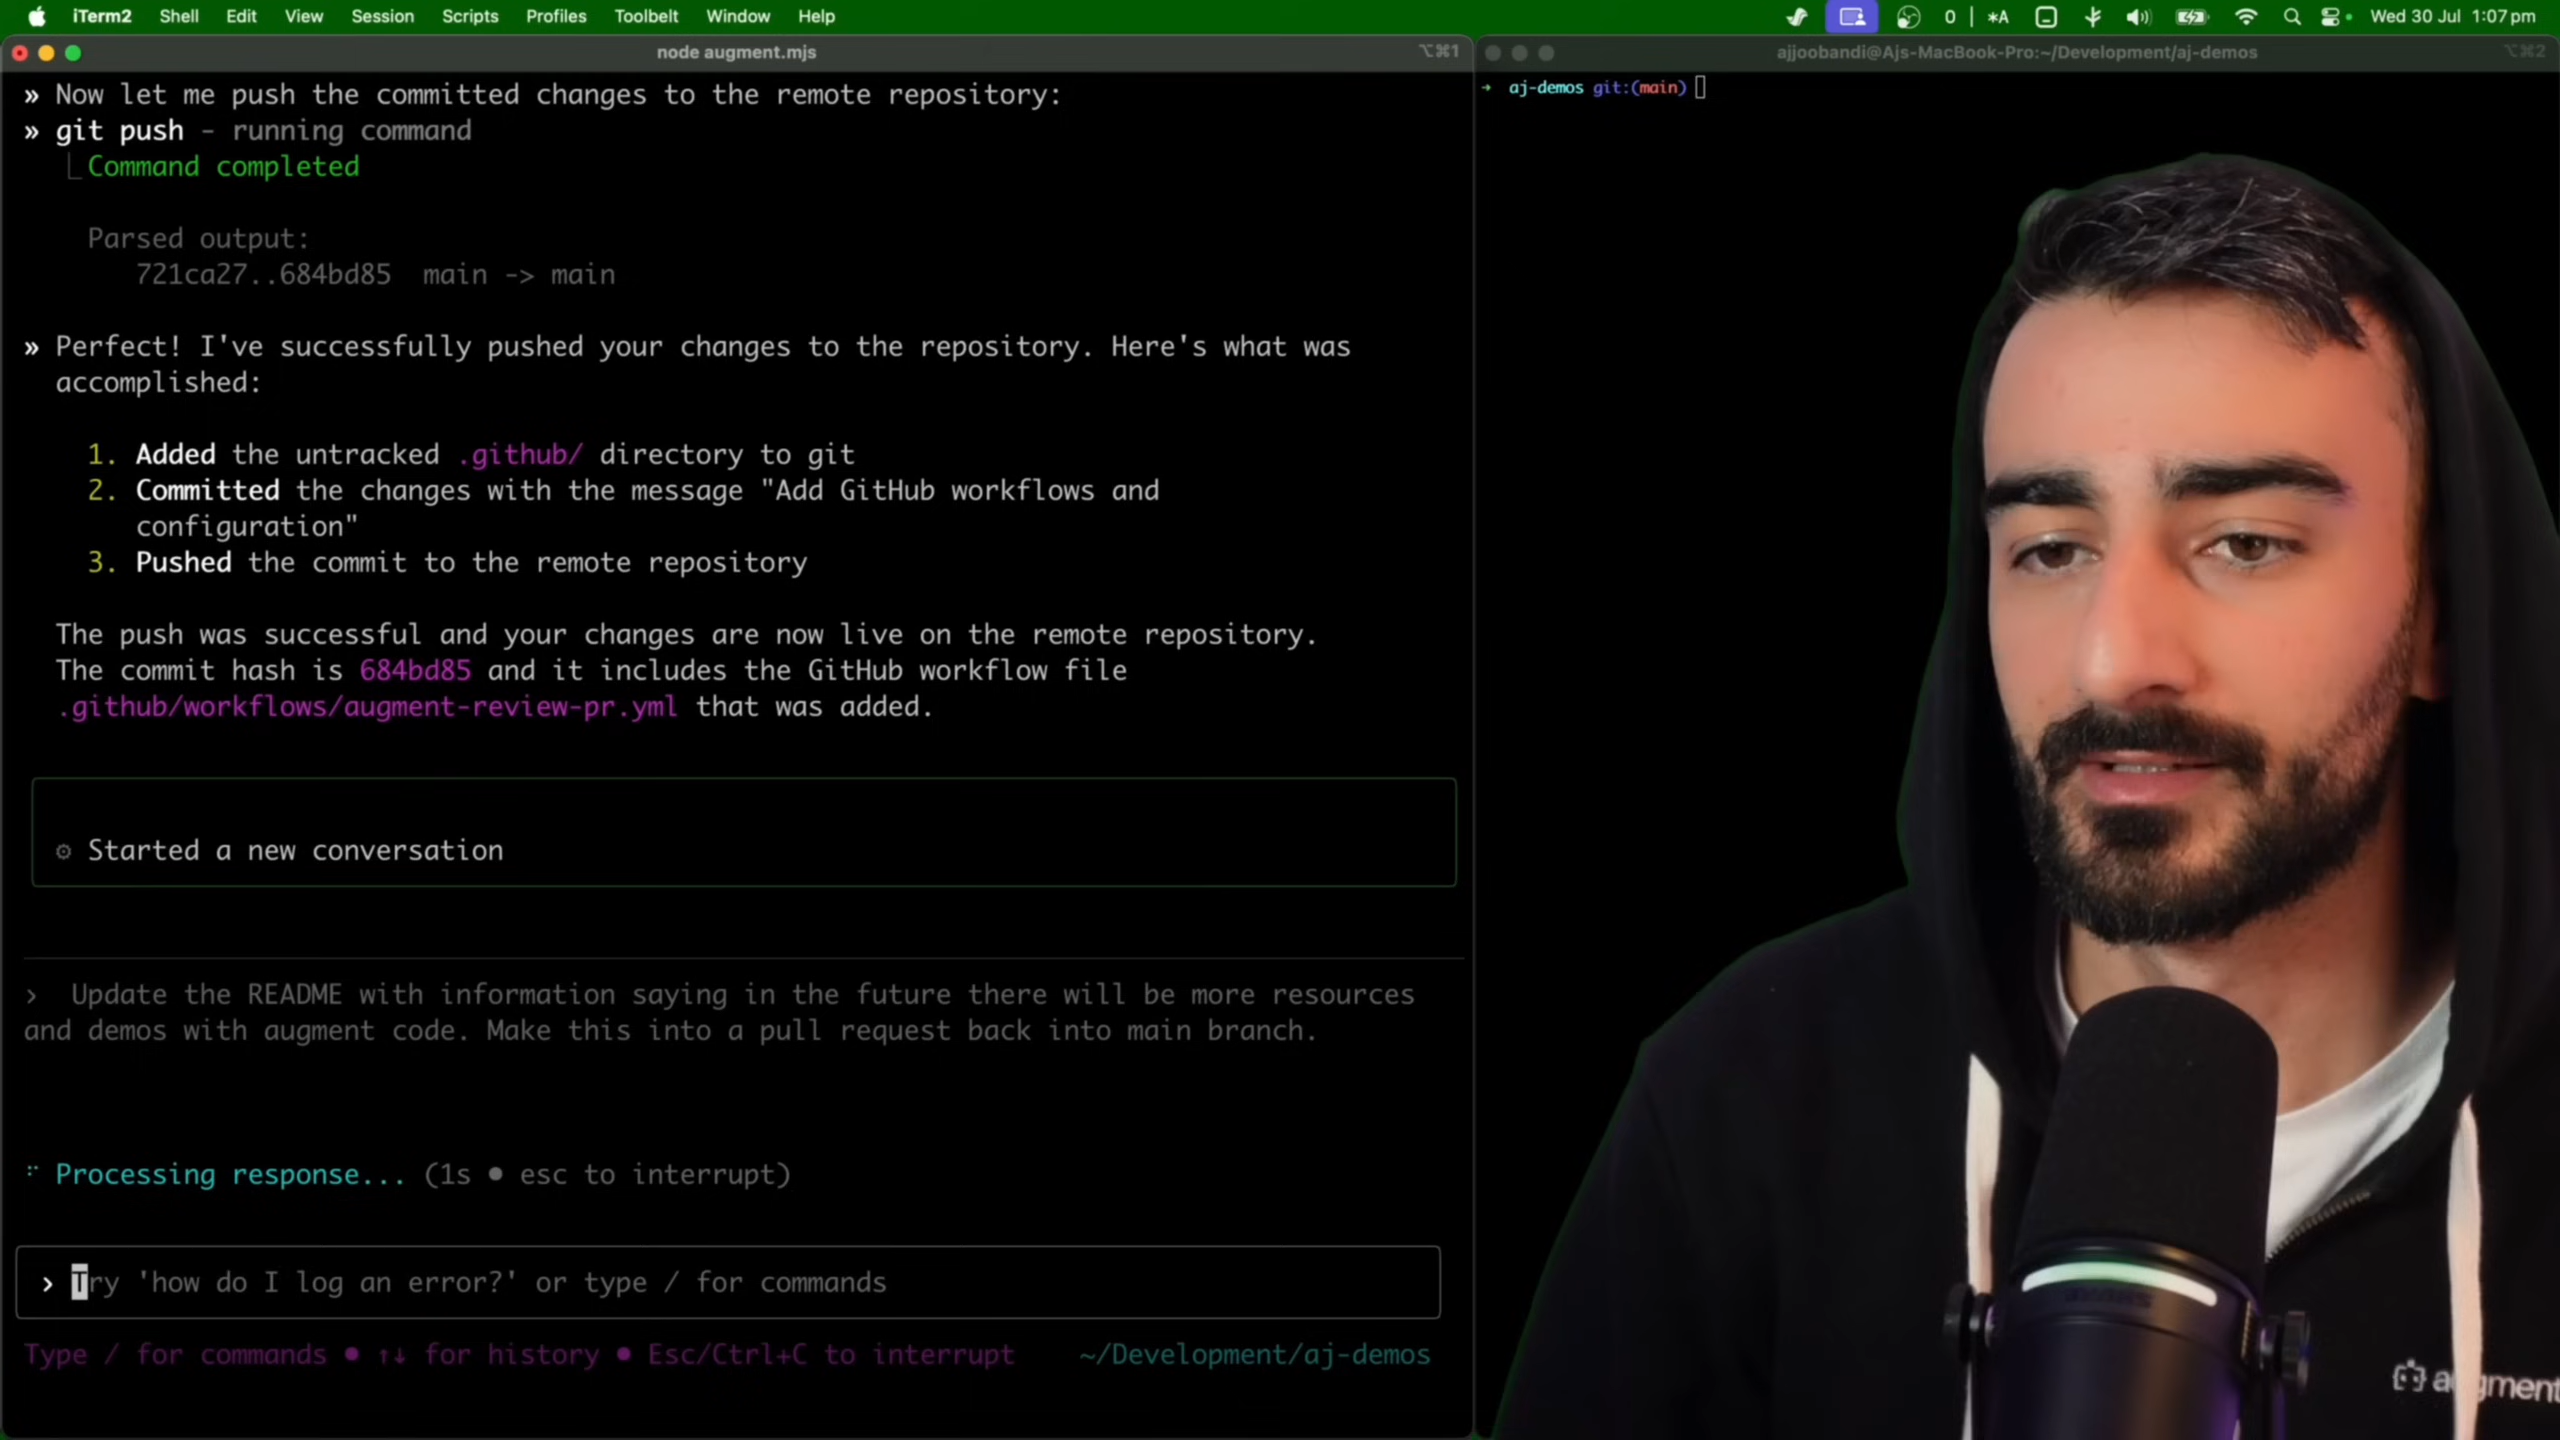 iTerm2 Shell Edit View Session Scripts Profiles Toolbelt Window Help
0 A Wed 30 Jul 1:07 pm
node augment.mjs ⌥⌘1
ajjoobandi@Ajs-MacBook-Pro:~/Development/aj-demos ⌥⌘2
» Now let me push the committed changes to the remote repository:
» git push - running command
Command completed
Parsed output:
721ca27..684bd85 main -> main
» Perfect! I've successfully pushed your changes to the repository. Here's what was
accomplished:
1. Added the untracked .github/ directory to git
2. Committed the changes with the message "Add GitHub workflows and
configuration"
3. Pushed the commit to the remote repository
The push was successful and your changes are now live on the remote repository.
The commit hash is 684bd85 and it includes the GitHub workflow file
.github/workflows/augment-review-pr.yml that was added.
Started a new conversation
› Update the README with information saying in the future there will be more resources
and demos with augment code. Make this into a pull request back into main branch.
Processing response... (1s • esc to interrupt)
› Try 'how do I log an error?' or type / for commands
Type / for commands • ↑↓ for history • Esc/Ctrl+C to interrupt ~/Development/aj-demos
→ aj-demos git:(main)
augment